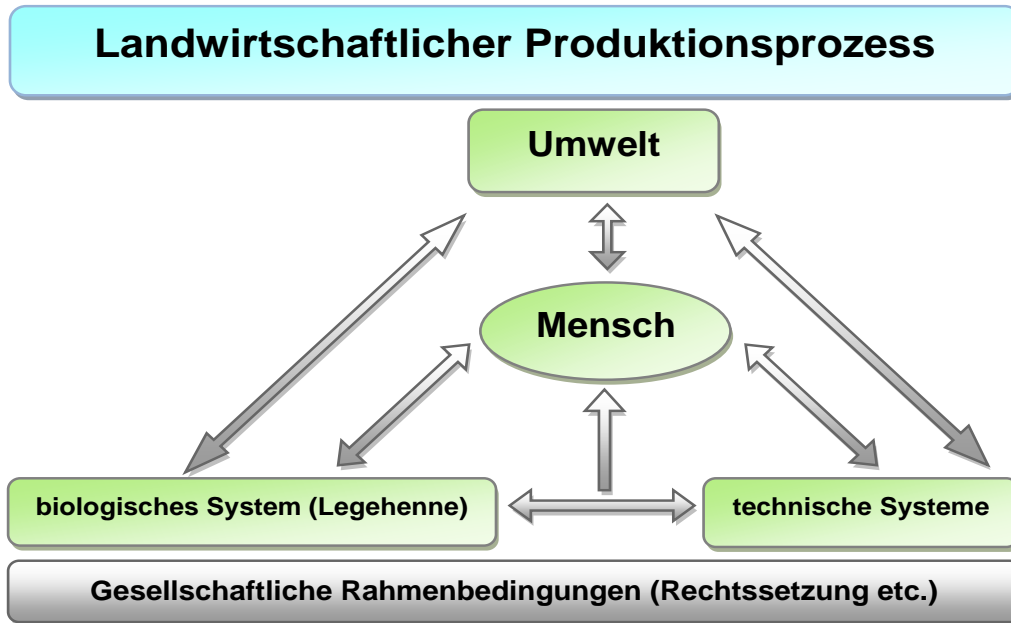 Landwirtschaftlicher Produktionsprozess
Umwelt
Mensch
biologisches System (Legehenne)
technische Systeme
Gesellschaftliche Rahmenbedingungen (Rechtssetzung etc.)